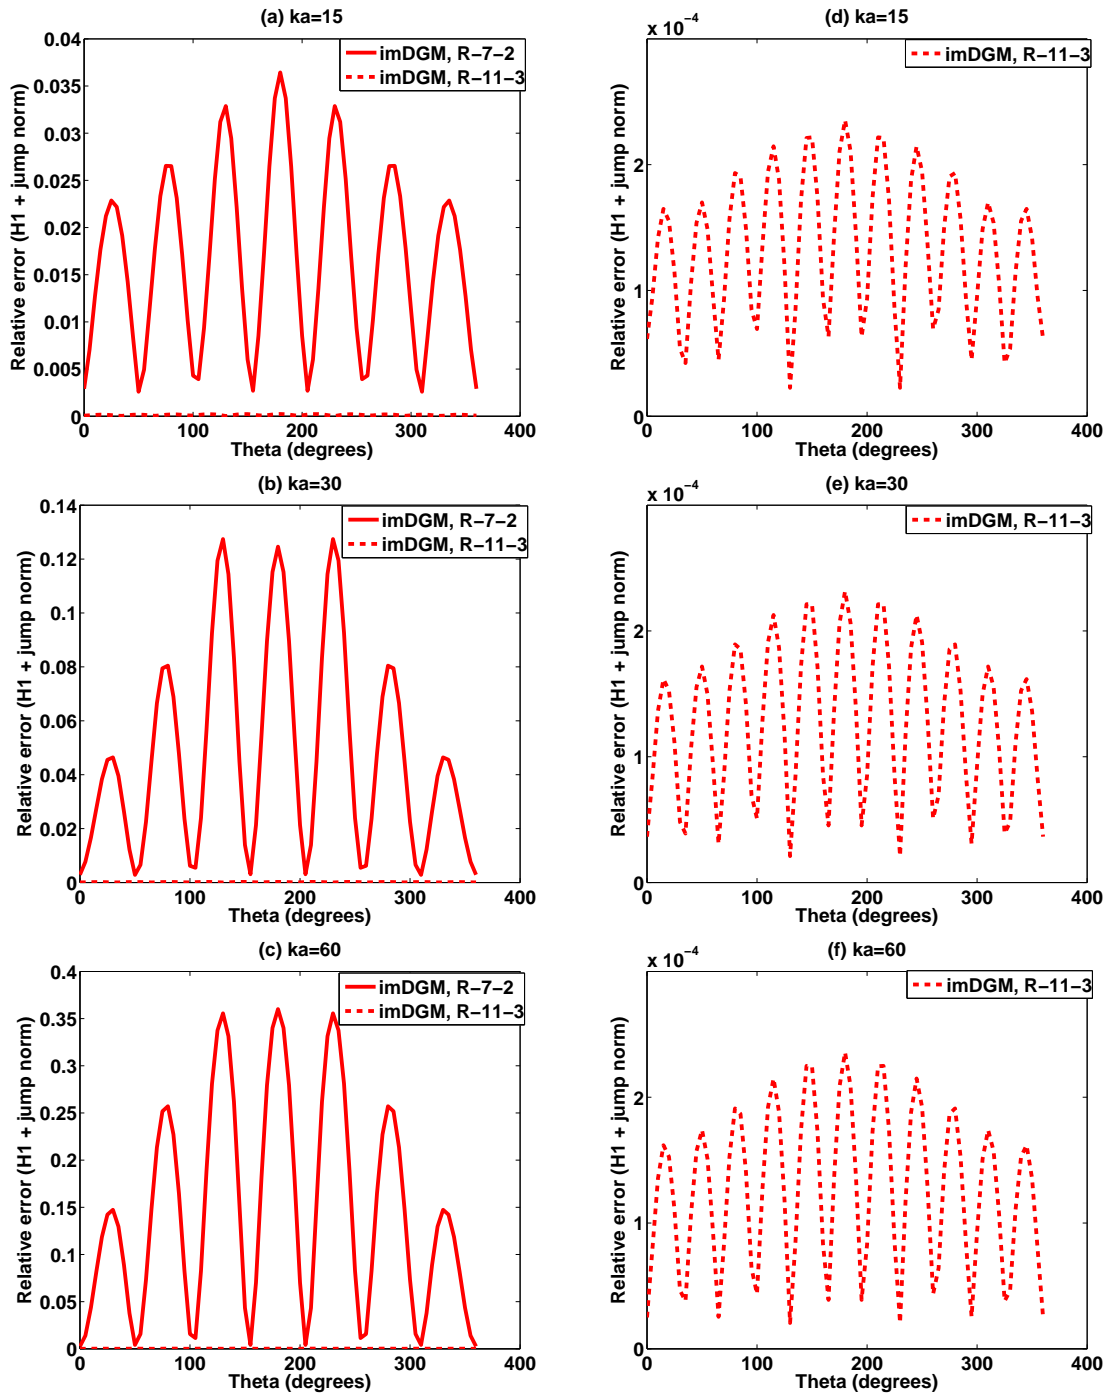 (a) ka=15
Relative error (H1 + jump norm)
0.04
0.035
0.03
0.025
0.02
0.015
0.01
0.005
0
0 100 200 300 400
Theta (degrees)
imDGM, R−7−2
imDGM, R−11−3
(d) ka=15
x 10−4
Relative error (H1 + jump norm)
2
1
0
0 100 200 300 400
Theta (degrees)
imDGM, R−11−3
(b) ka=30
Relative error (H1 + jump norm)
0.14
0.12
0.1
0.08
0.06
0.04
0.02
0
0 100 200 300 400
Theta (degrees)
imDGM, R−7−2
imDGM, R−11−3
(e) ka=30
x 10−4
Relative error (H1 + jump norm)
2
1
0
0 100 200 300 400
Theta (degrees)
imDGM, R−11−3
(c) ka=60
Relative error (H1 + jump norm)
0.4
0.35
0.3
0.25
0.2
0.15
0.1
0.05
0
0 100 200 300 400
Theta (degrees)
imDGM, R−7−2
imDGM, R−11−3
(f) ka=60
x 10−4
Relative error (H1 + jump norm)
2
1
0
0 100 200 300 400
Theta (degrees)
imDGM, R−11−3